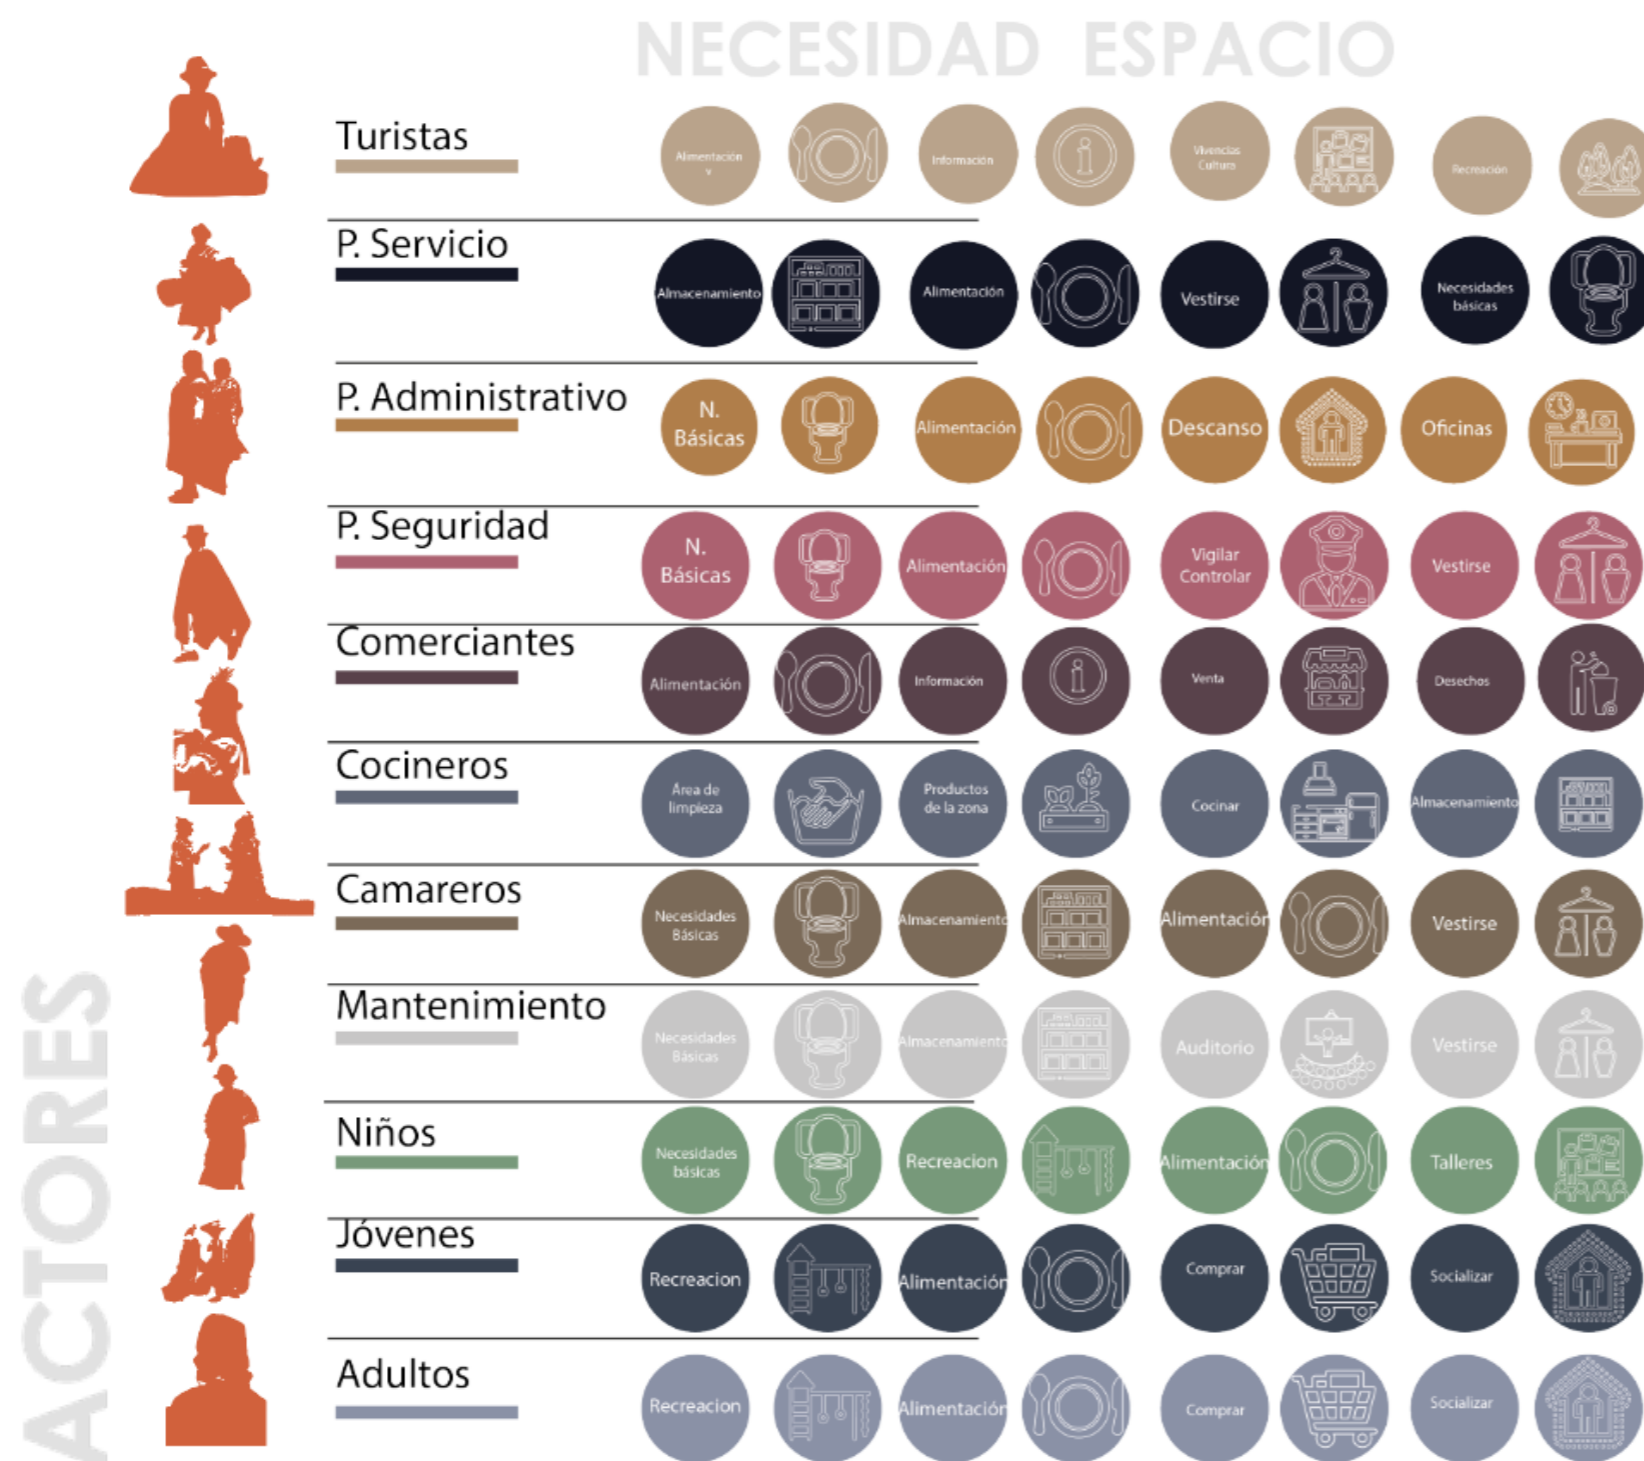 NECESIDAD ESPACIO
ACTORES
Turistas
Alimentación
v
Información
i
Vivencias
Cultura
Recreación
P. Servicio
Almacenamiento
Alimentación
Vestirse
Necesidades
básicas
P. Administrativo
N.
Básicas
Alimentación
Descanso
Oficinas
P. Seguridad
N.
Básicas
Alimentación
Vigilar
Controlar
Vestirse
Comerciantes
Alimentación
Información
i
Venta
Desechos
Cocineros
Área de
limpieza
Productos
de la zona
Cocinar
Almacenamiento
Camareros
Necesidades
Básicas
Almacenamiento
Alimentación
Vestirse
Mantenimiento
Necesidades
Básicas
Almacenamiento
Auditorio
Vestirse
Niños
Necesidades
básicas
Recreacion
Alimentación
Talleres
Jóvenes
Recreacion
Alimentación
Comprar
Socializar
Adultos
Recreacion
Alimentación
Comprar
Socializar